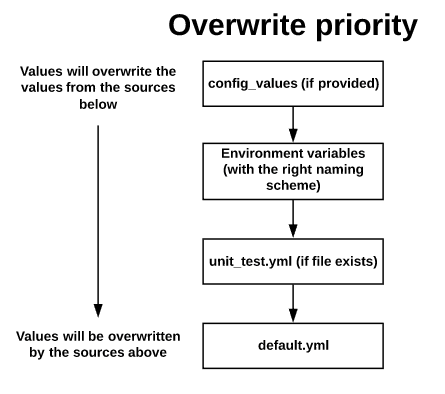 Overwrite priority
Values will overwrite the
values from the sources
below
config_values (if provided)
Environment variables
(with the right naming
scheme)
unit_test.yml (if file exists)
Values will be overwritten
by the sources above
default.yml